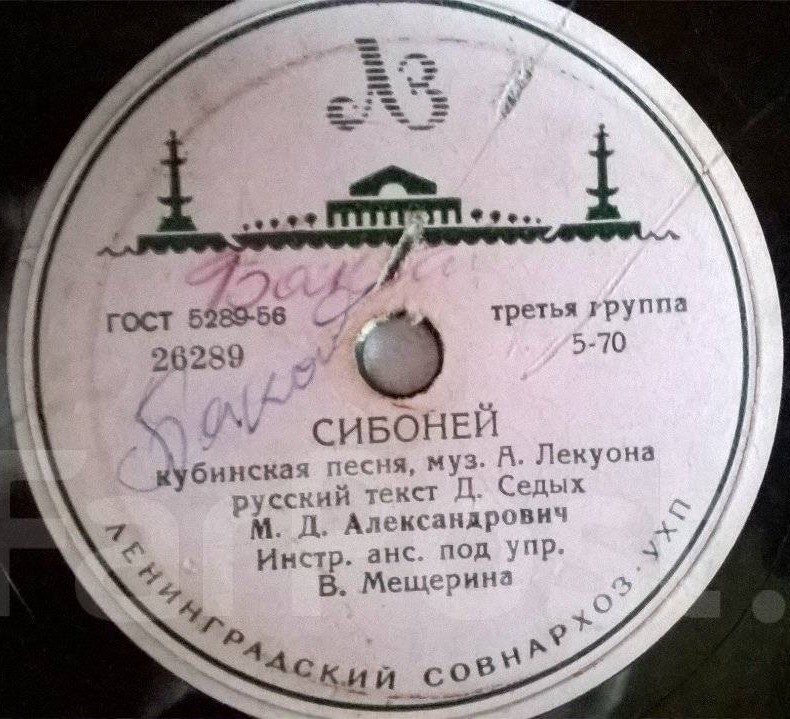 ЛЗ
ГОСТ 5289-56
26289
третья группа
5-70
СИБОНЕЙ
кубинская песня, муз. А. Лекуона
русский текст Д. Седых
М. Д. Александрович
Инстр. анс. под упр.
В. Мещерина
ЛЕНИНГРАДСКИЙ СОВНАРХОЗ · УХП